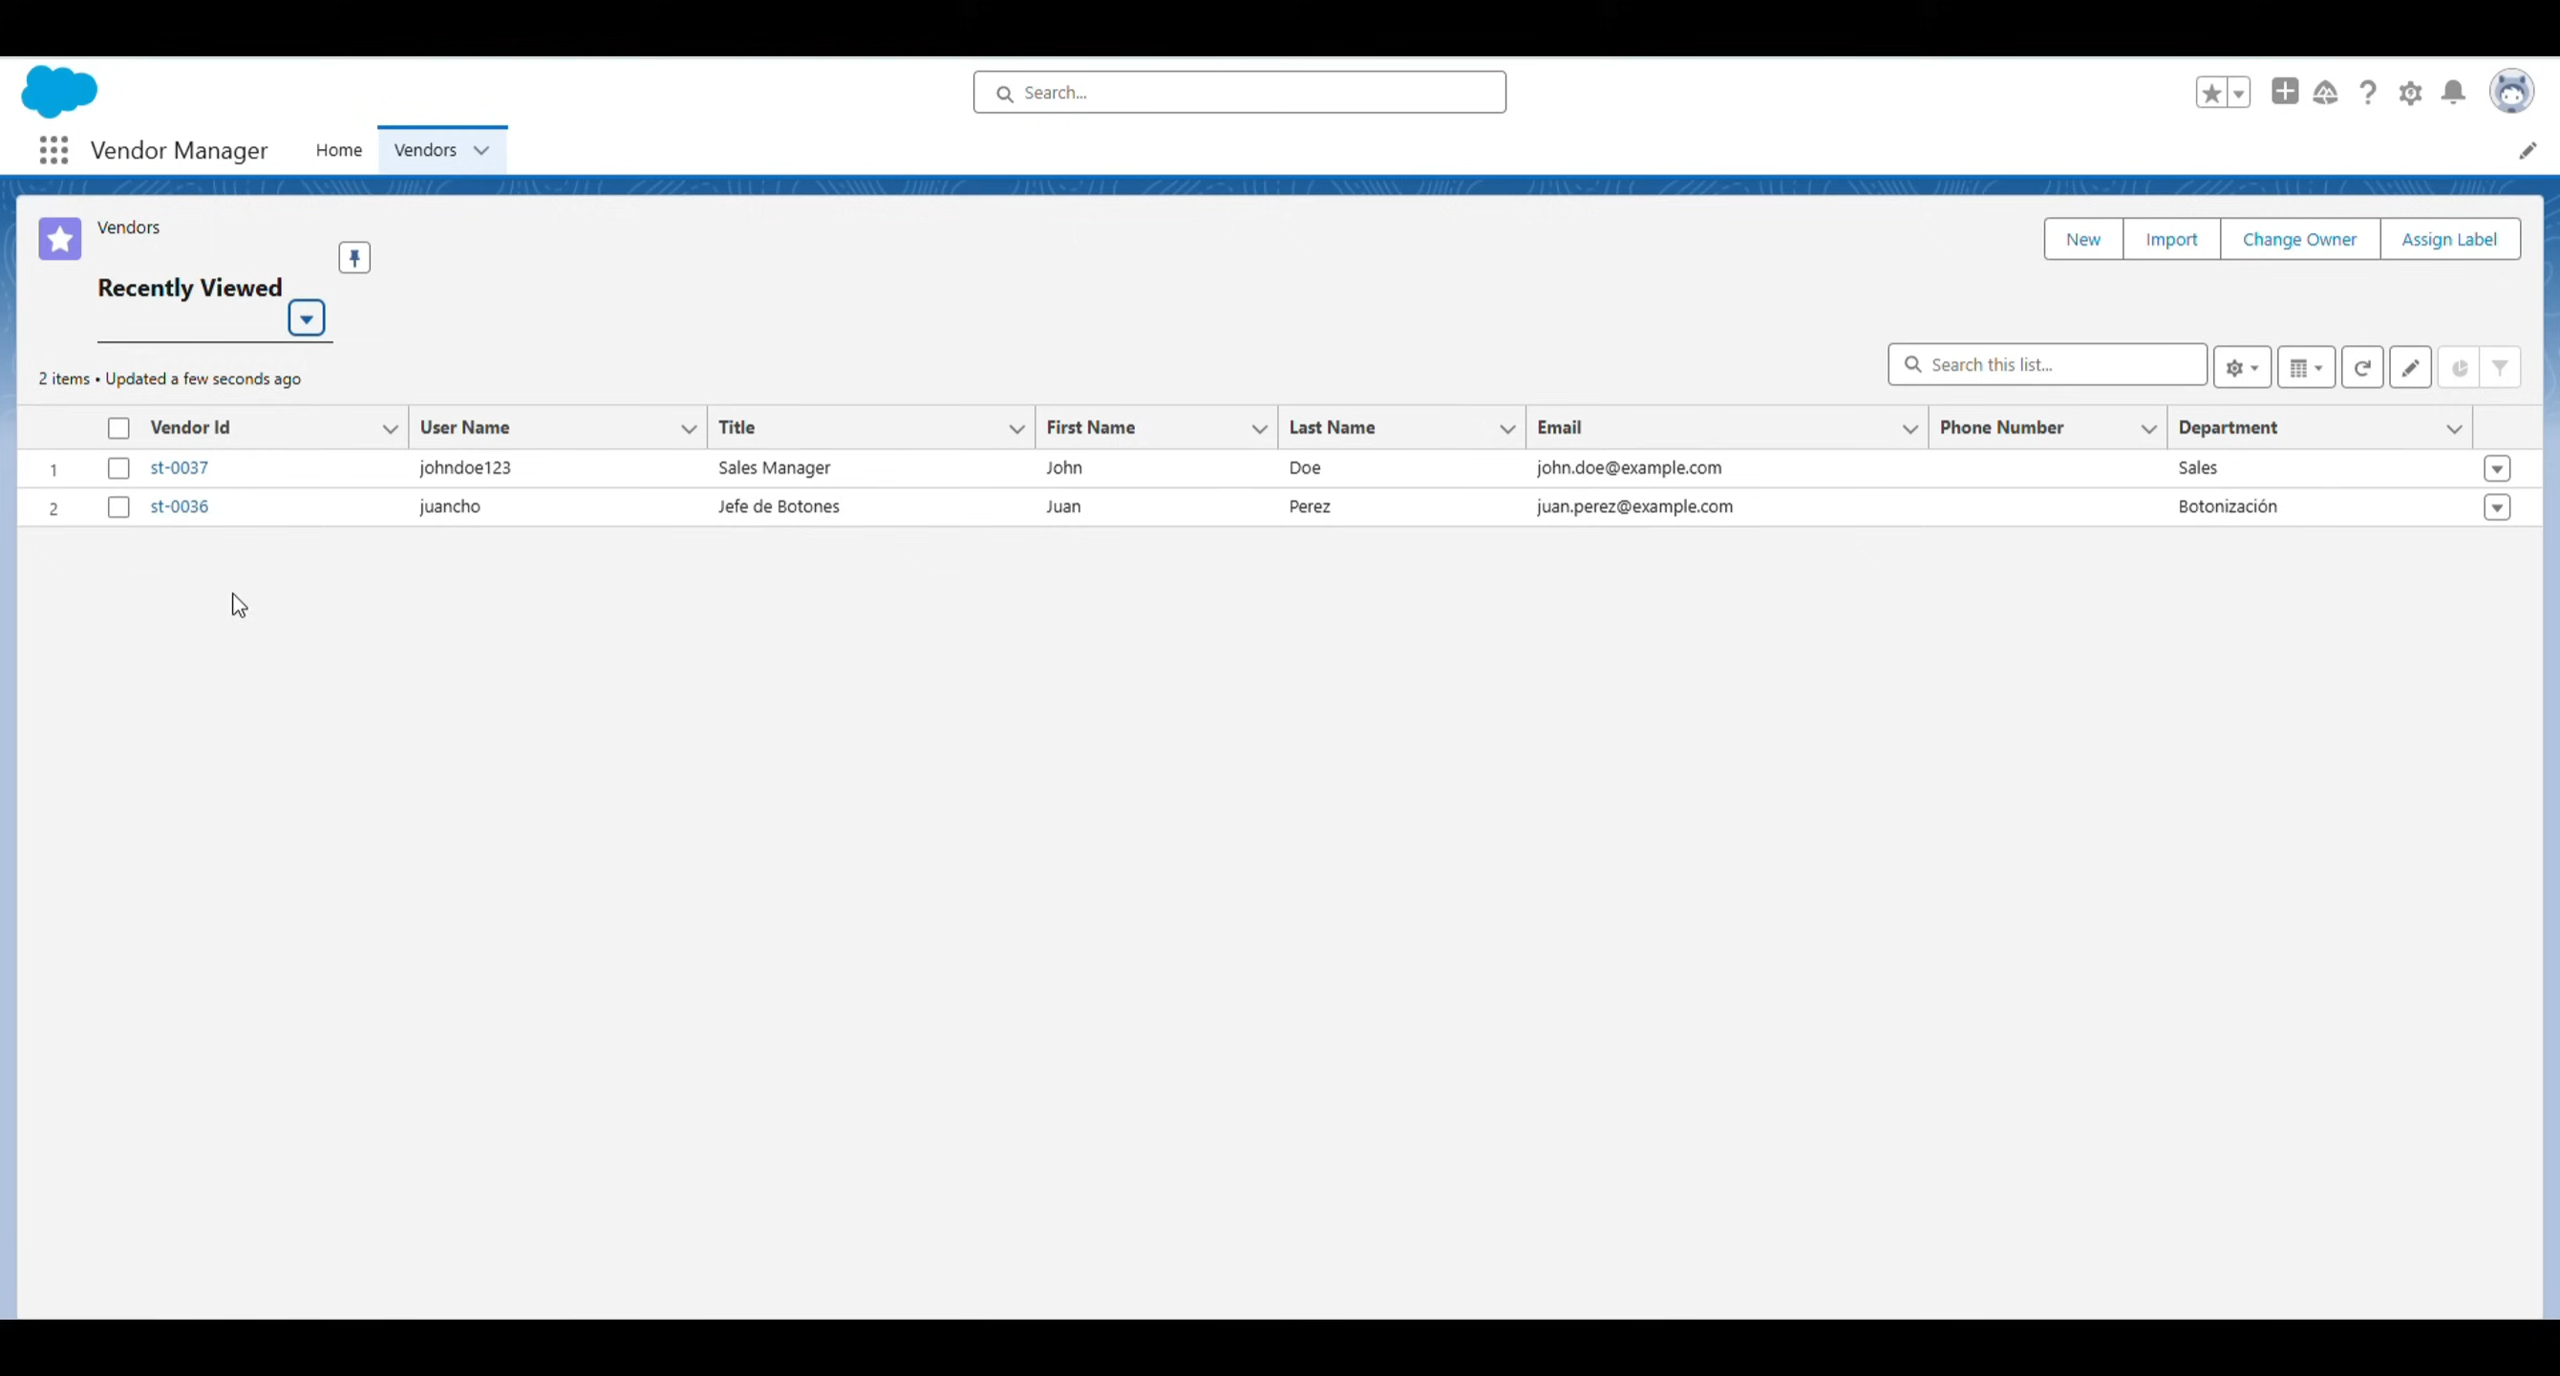 Search...
Vendor Manager Home Vendors
Vendors
Recently Viewed
New Import Change Owner Assign Label
2 items • Updated a few seconds ago
Search this list...
Vendor Id User Name Title First Name Last Name Email Phone Number Department
1 st-0037 johndoe123 Sales Manager John Doe john.doe@example.com Sales
2 st-0036 juancho Jefe de Botones Juan Perez juan.perez@example.com Botonización